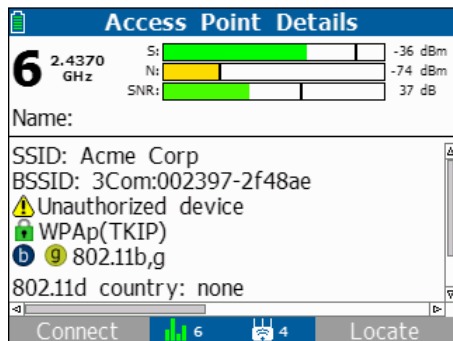 Access Point Details
6
2.4370
GHz
S: -36 dBm
N: -74 dBm
SNR: 37 dB
Name:
SSID: Acme Corp
BSSID: 3Com:002397-2f48ae
Unauthorized device
WPAp(TKIP)
b g 802.11b,g
802.11d country: none
Connect 6 4 Locate